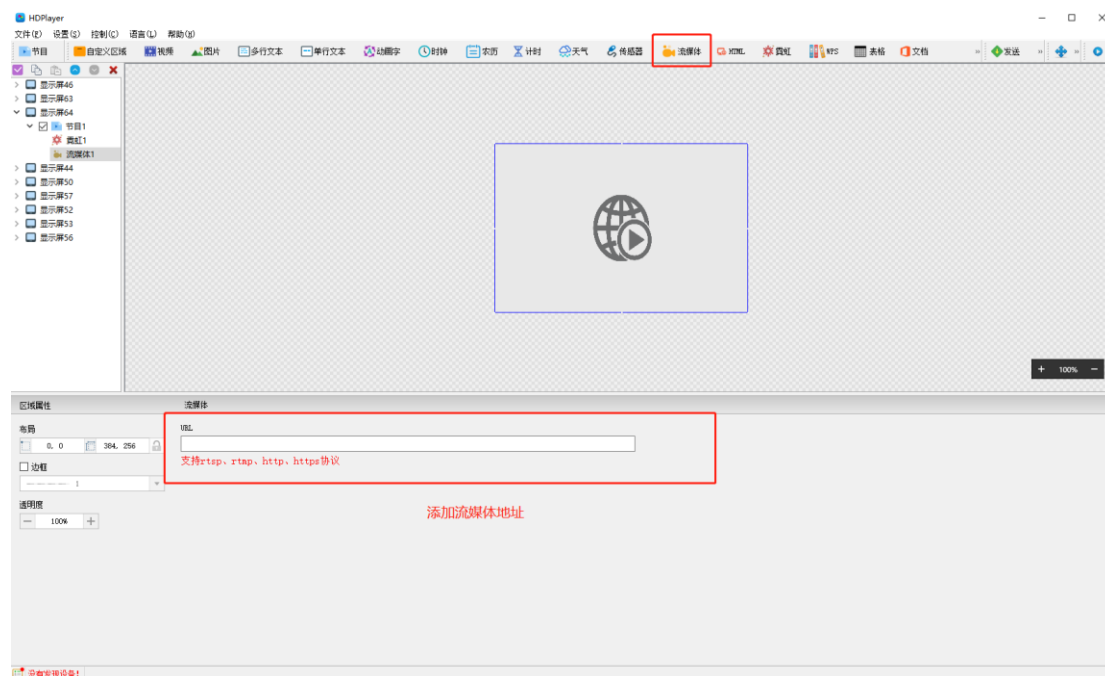 HDPlayer
文件(F) 设置(S) 控制(C) 语言(L) 帮助(H)
节目 自定义区域 视频 图片 多行文本 单行文本 动画字 时钟 农历 计时 天气 传感器 流媒体 HTML 霓虹 WPS 表格 文档 » 发送 » »
显示屏46
显示屏63
显示屏64
节目1
霓虹1
流媒体1
显示屏44
显示屏50
显示屏57
显示屏52
显示屏53
显示屏56
+ 100% −
区域属性 流媒体
布局 URL
0, 0 384, 256
支持rtsp、rtmp、http、https协议
边框
1
透明度
− 100% +
添加流媒体地址
没有发现设备!